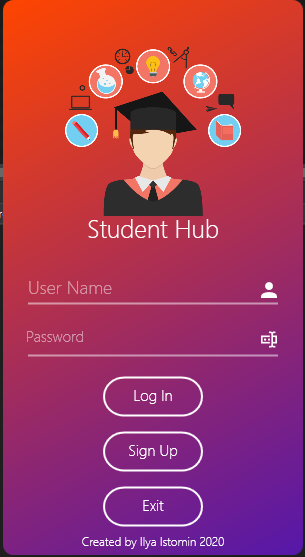 Student Hub
User Name
Password
Log In
Sign Up
Exit
Created by Ilya Istomin 2020